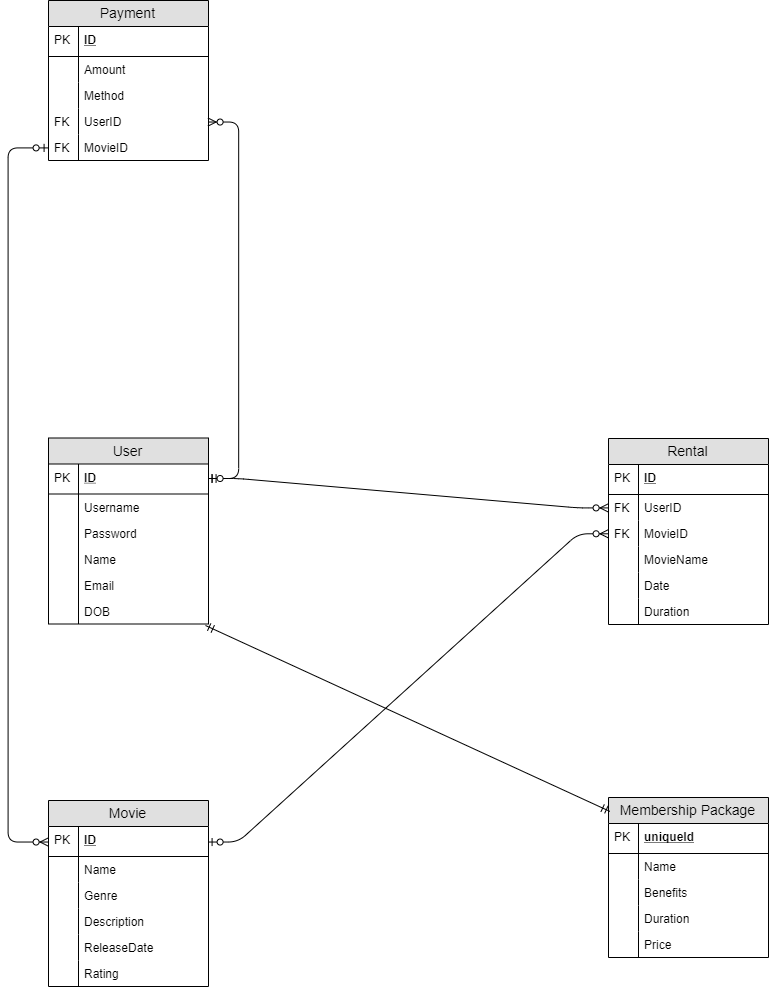 Payment
PK ID
Amount
Method
FK UserID
FK MovieID
User
PK ID
Username
Password
Name
Email
DOB
Rental
PK ID
FK UserID
FK MovieID
MovieName
Date
Duration
Movie
PK ID
Name
Genre
Description
ReleaseDate
Rating
Membership Package
PK uniqueId
Name
Benefits
Duration
Price